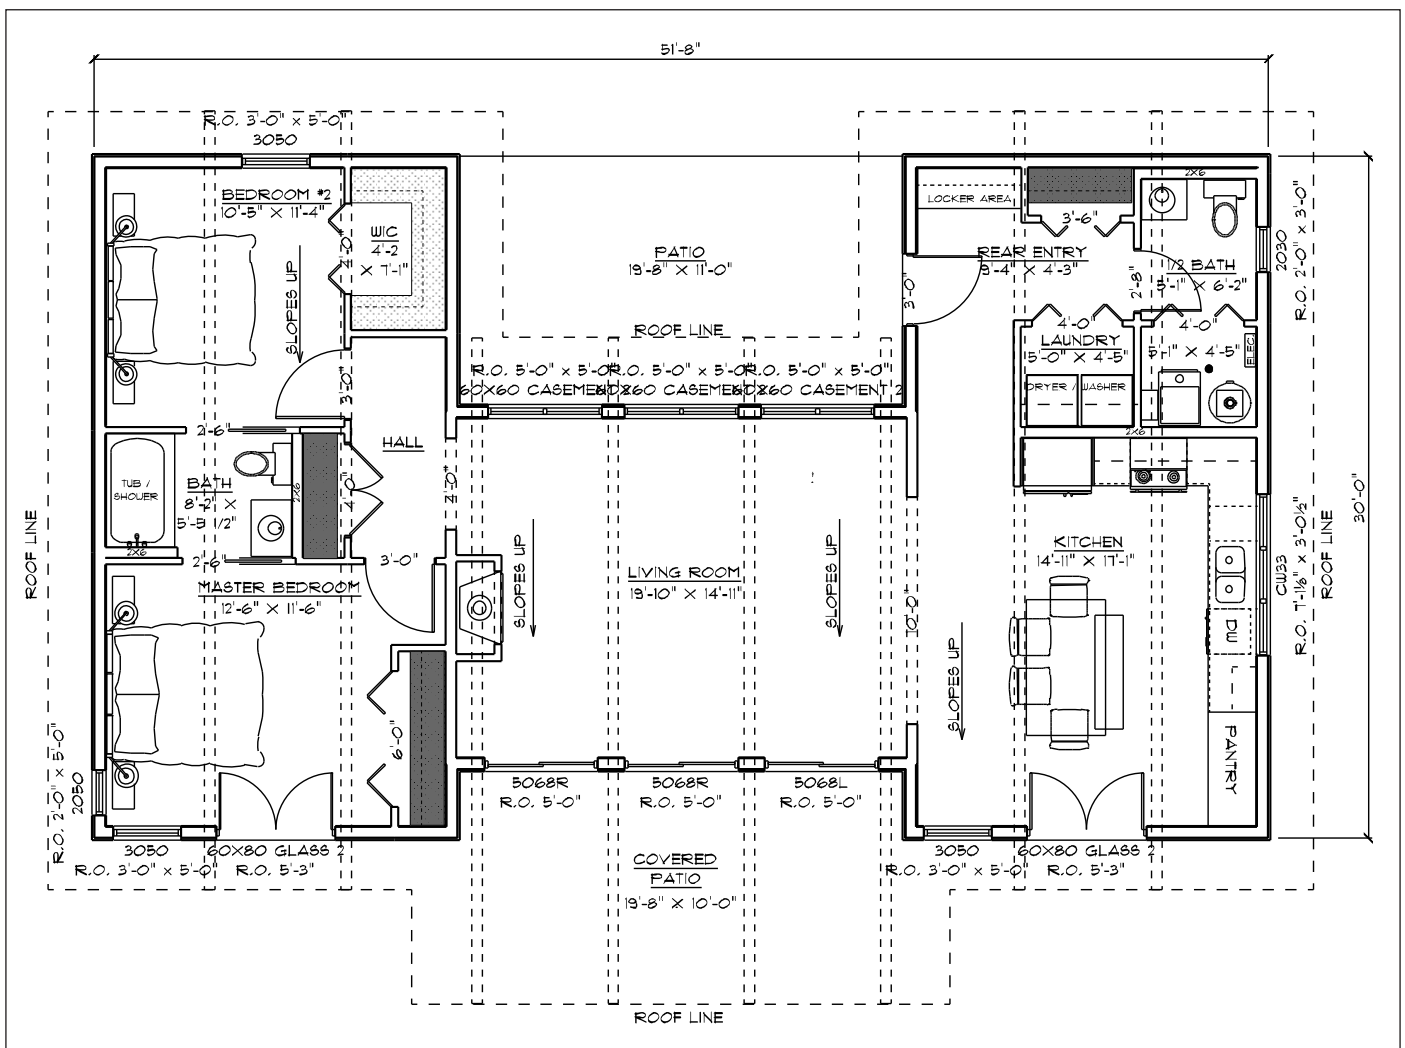 51'-8"
R.O. 3'-0" x 5'-0"
3050
BEDROOM #2
10'-5" X 11'-4"
WIC
4'-2
X 7'-1"
2'-0"
SLOPES UP
3'-0"
PATIO
19'-8" X 11'-0"
ROOF LINE
R.O. 5'-0" x 5'-0"
R.O. 5'-0" x 5'-0"
R.O. 5'-0" x 5'-0"
60X60 CASEMENT 2
60X60 CASEMENT 2
60X60 CASEMENT 2
LOCKER AREA
2X6
3'-6"
REAR ENTRY
9'-4" X 4'-3"
3'-0"
2'-8"
1/2 BATH
5'-1" X 6'-2"
2030
R.O. 2'-0" x 3'-0"
4'-0"
4'-0"
LAUNDRY
5'-0" X 4'-5"
5'-1" X 4'-5"
ELEC
DRYER / WASHER
2X6
2'-6"
HALL
TUB /
SHOWER
BATH
8'-2" X
5'-5 1/2"
2X6
2X6
4'-0"
2'-6"
3'-0"
MASTER BEDROOM
12'-6" X 11'-6"
6'-0"
SLOPES UP
LIVING ROOM
19'-10" X 14'-11"
SLOPES UP
10'-0"
KITCHEN
14'-11" X 17'-1"
SLOPES UP
DW
PANTRY
CW33
R.O. 7'-1⅛" x 3'-0½"
ROOF LINE
30'-0"
ROOF LINE
2050
R.O. 2'-0" x 5'-0"
3050
R.O. 3'-0" x 5'-0"
60X80 GLASS 2
R.O. 5'-3"
5068R
R.O. 5'-0"
5068R
R.O. 5'-0"
5068L
R.O. 5'-0"
3050
R.O. 3'-0" x 5'-0"
60X80 GLASS 2
R.O. 5'-3"
COVERED
PATIO
19'-8" X 10'-0"
ROOF LINE